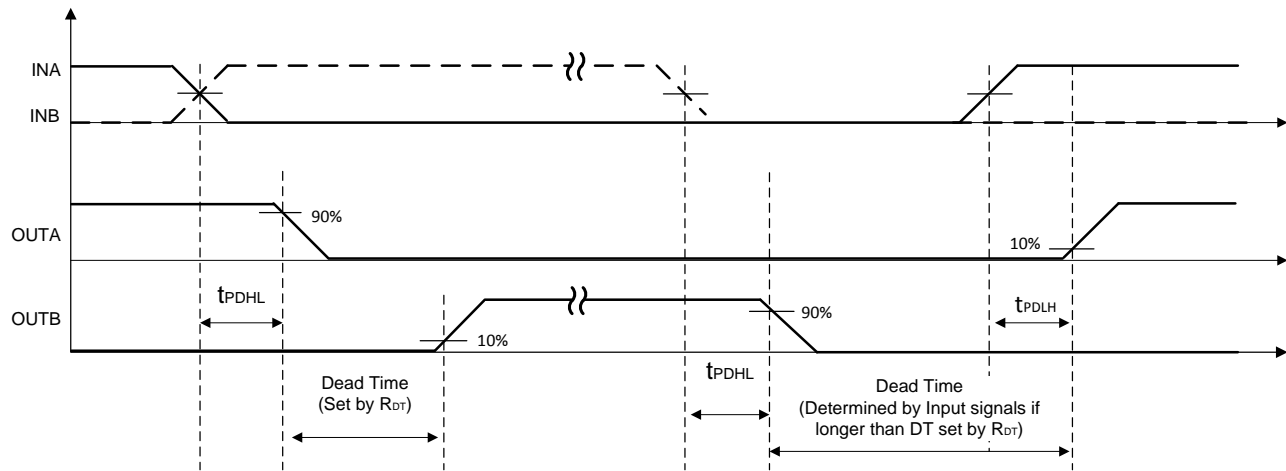 INA
INB
OUTA
90%
10%
tPDHL
tPDLH
OUTB
90%
10%
tPDHL
Dead Time
(Set by RDT)
Dead Time
(Determined by Input signals if
longer than DT set by RDT)